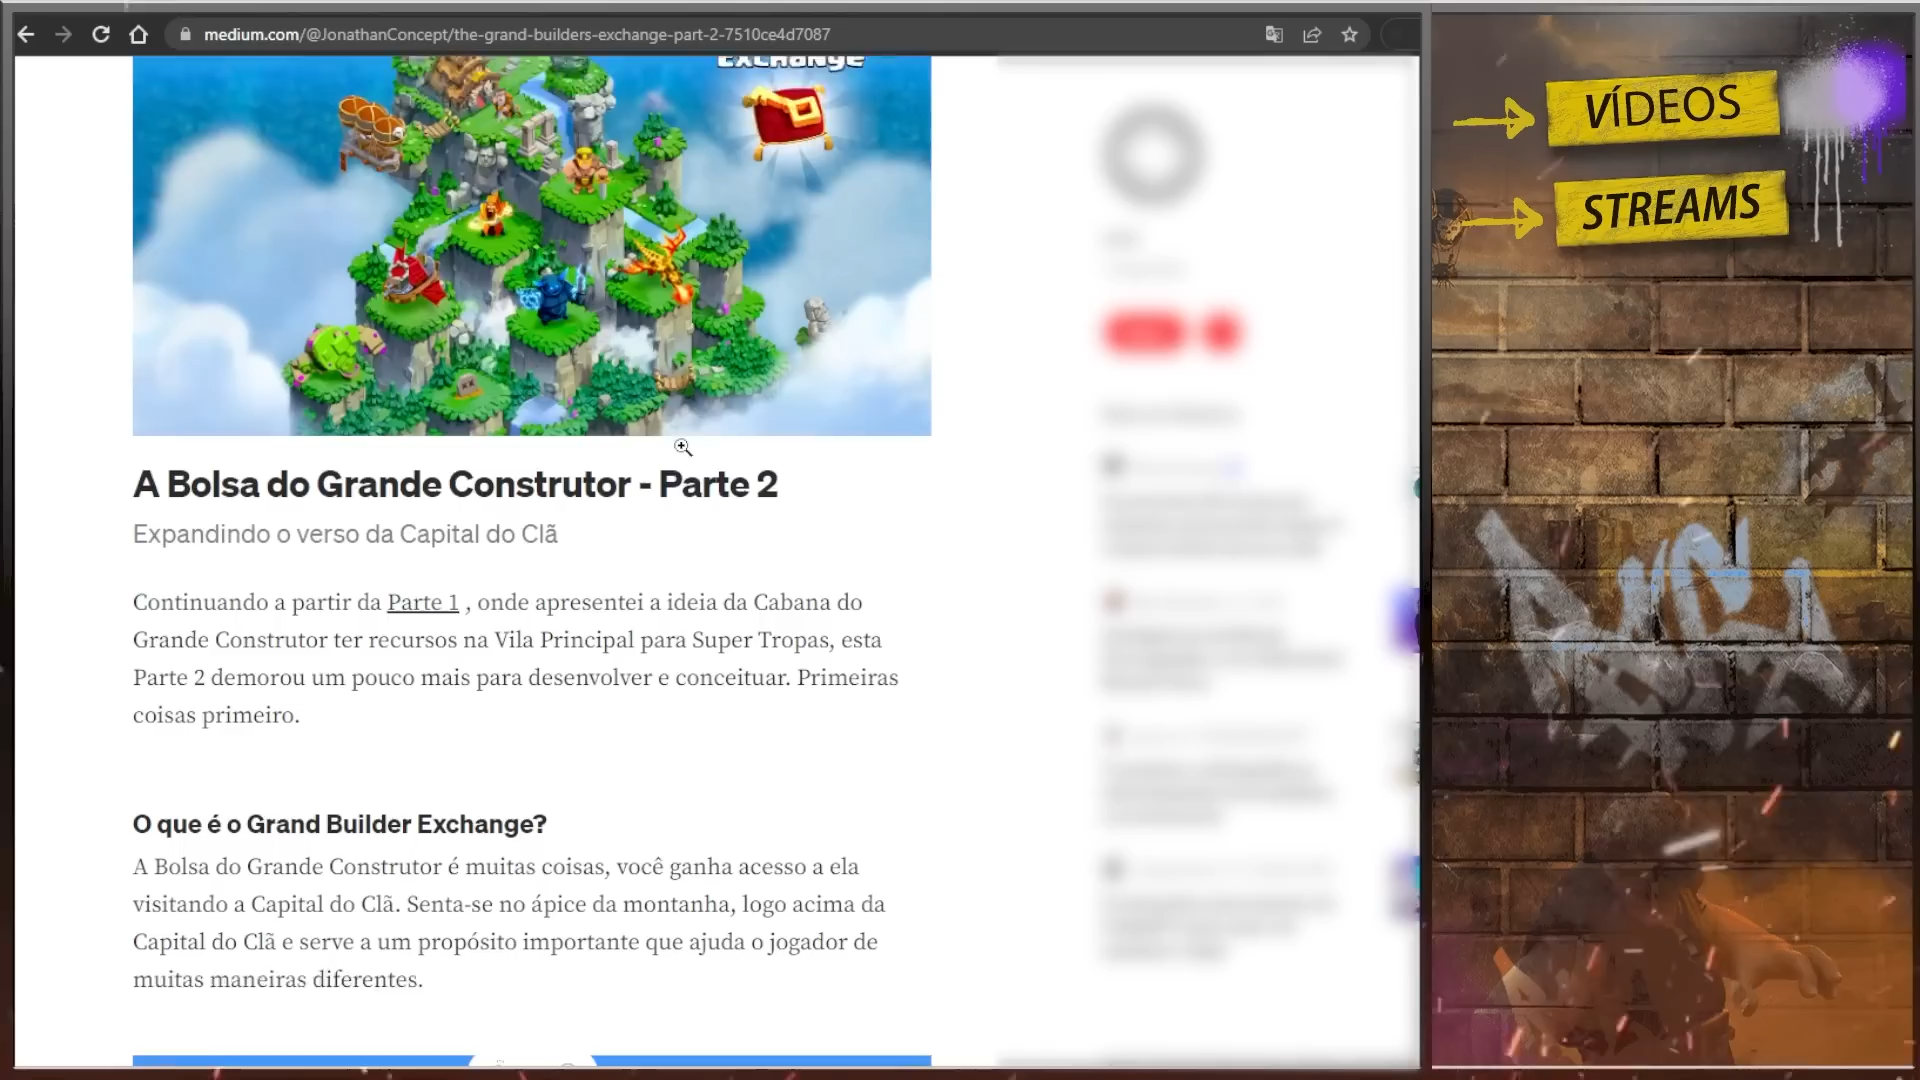 medium.com/@JonathanConcept/the-grand-builders-exchange-part-2-7510ce4d7087
Exchange
VÍDEOS
STREAMS
A Bolsa do Grande Construtor - Parte 2
Expandindo o verso da Capital do Clã
Continuando a partir da Parte 1 , onde apresentei a ideia da Cabana do
Grande Construtor ter recursos na Vila Principal para Super Tropas, esta
Parte 2 demorou um pouco mais para desenvolver e conceituar. Primeiras
coisas primeiro.
O que é o Grand Builder Exchange?
A Bolsa do Grande Construtor é muitas coisas, você ganha acesso a ela
visitando a Capital do Clã. Senta-se no ápice da montanha, logo acima da
Capital do Clã e serve a um propósito importante que ajuda o jogador de
muitas maneiras diferentes.